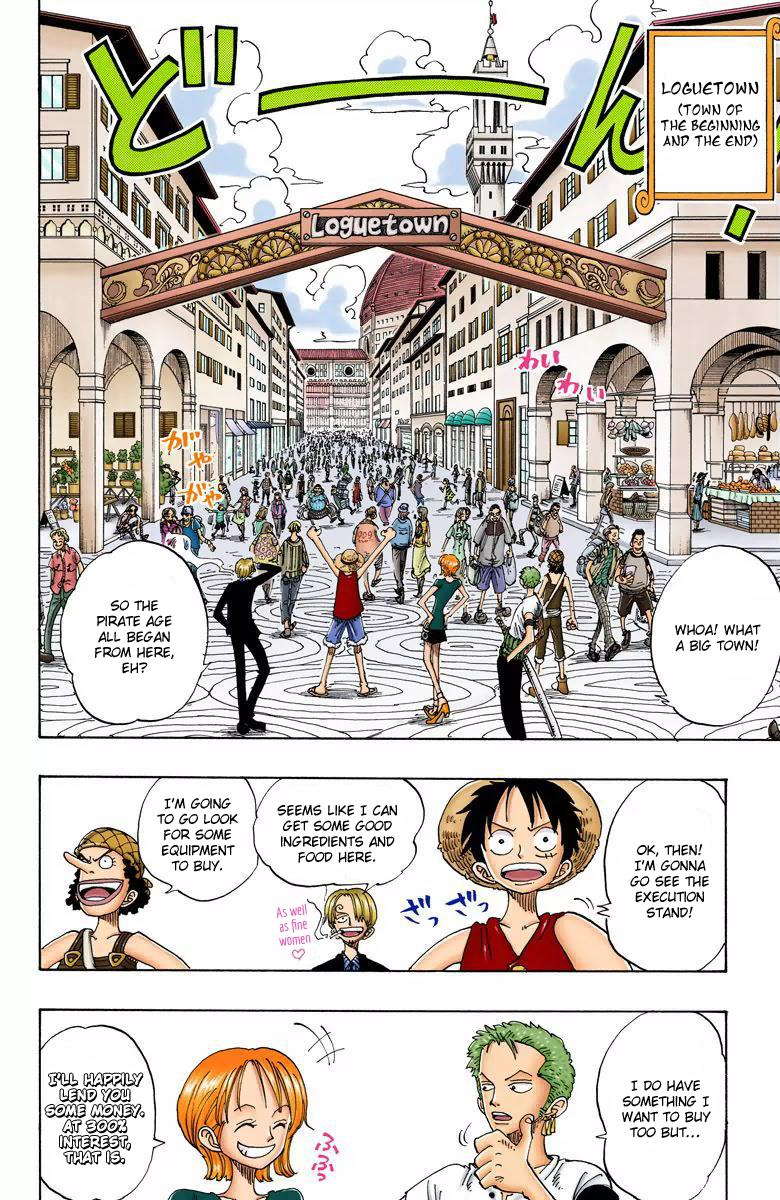 LOGUETOWN
(TOWN OF
THE BEGINNING
AND THE END)
どーん!
Loguetown
わい
わい
がや
がや
WHOA! WHAT
A BIG TOWN!
SO THE
PIRATE AGE
ALL BEGAN
FROM HERE,
EH?
OK, THEN!
I'M GONNA
GO SEE THE
EXECUTION
STAND!
ざっ
ざっ
SEEMS LIKE I CAN
GET SOME GOOD
INGREDIENTS AND
FOOD HERE.
As well
as fine
women
♡
I'M GOING
TO GO LOOK
FOR SOME
EQUIPMENT
TO BUY.
I DO HAVE
SOMETHING I
WANT TO BUY
TOO BUT...
ふふっ
I'LL HAPPILY
LEND YOU
SOME MONEY.
AT 300%
INTEREST,
THAT IS.